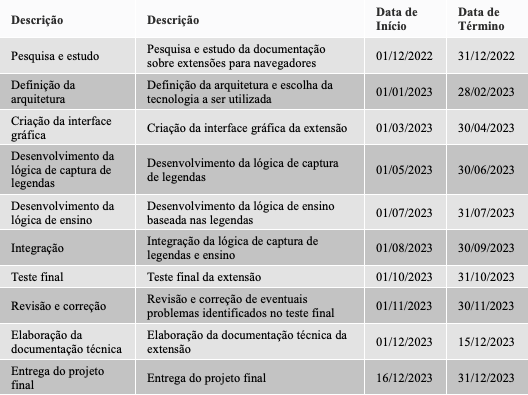 Descrição Descrição Data de Início Data de Término
Pesquisa e estudo Pesquisa e estudo da documentação sobre extensões para navegadores 01/12/2022 31/12/2022
Definição da arquitetura Definição da arquitetura e escolha da tecnologia a ser utilizada 01/01/2023 28/02/2023
Criação da interface gráfica Criação da interface gráfica da extensão 01/03/2023 30/04/2023
Desenvolvimento da lógica de captura de legendas Desenvolvimento da lógica de captura de legendas 01/05/2023 30/06/2023
Desenvolvimento da lógica de ensino Desenvolvimento da lógica de ensino baseada nas legendas 01/07/2023 31/07/2023
Integração Integração da lógica de captura de legendas e ensino 01/08/2023 30/09/2023
Teste final Teste final da extensão 01/10/2023 31/10/2023
Revisão e correção Revisão e correção de eventuais problemas identificados no teste final 01/11/2023 30/11/2023
Elaboração da documentação técnica Elaboração da documentação técnica da extensão 01/12/2023 15/12/2023
Entrega do projeto final Entrega do projeto final 16/12/2023 31/12/2023